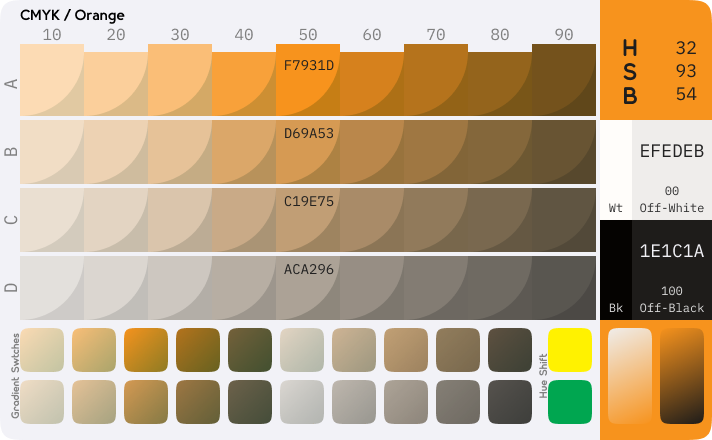 CMYK / Orange
10 20 30 40 50 60 70 80 90
A
F7931D
B
D69A53
C
C19E75
D
ACA296
Gradient Swtches
Hue Shift
H 32
S 93
B 54
EFEDEB
00
Wt Off-White
1E1C1A
100
Bk Off-Black